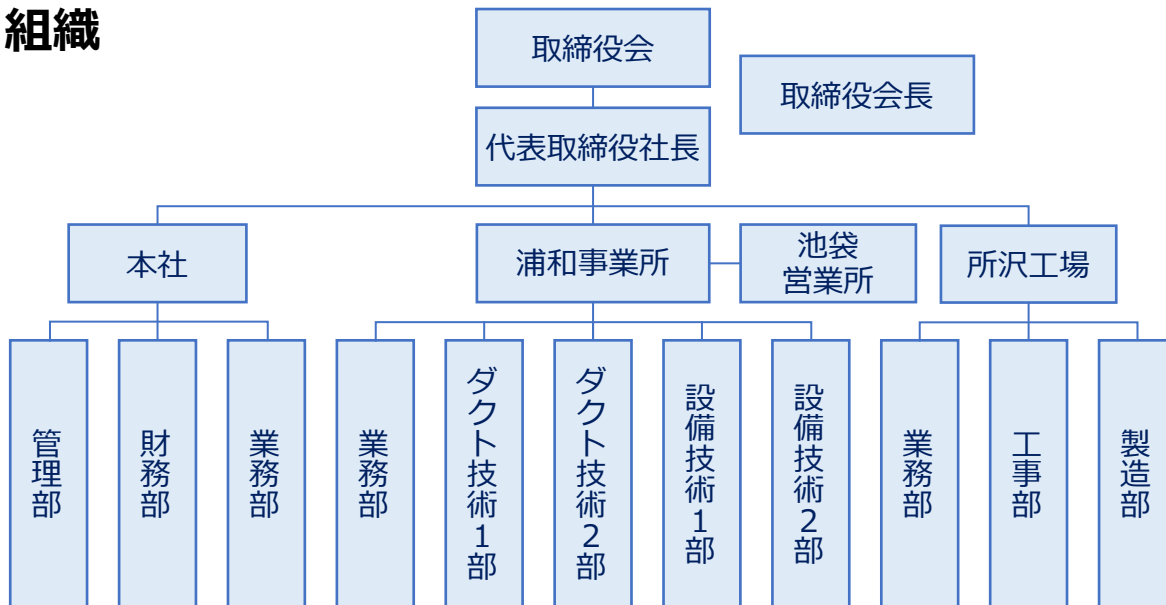 組織
取締役会
取締役会長
代表取締役社長
本社
浦和事業所
池袋
営業所
所沢工場
管理部
財務部
業務部
業務部
ダクト技術1部
ダクト技術2部
設備技術1部
設備技術2部
業務部
工事部
製造部